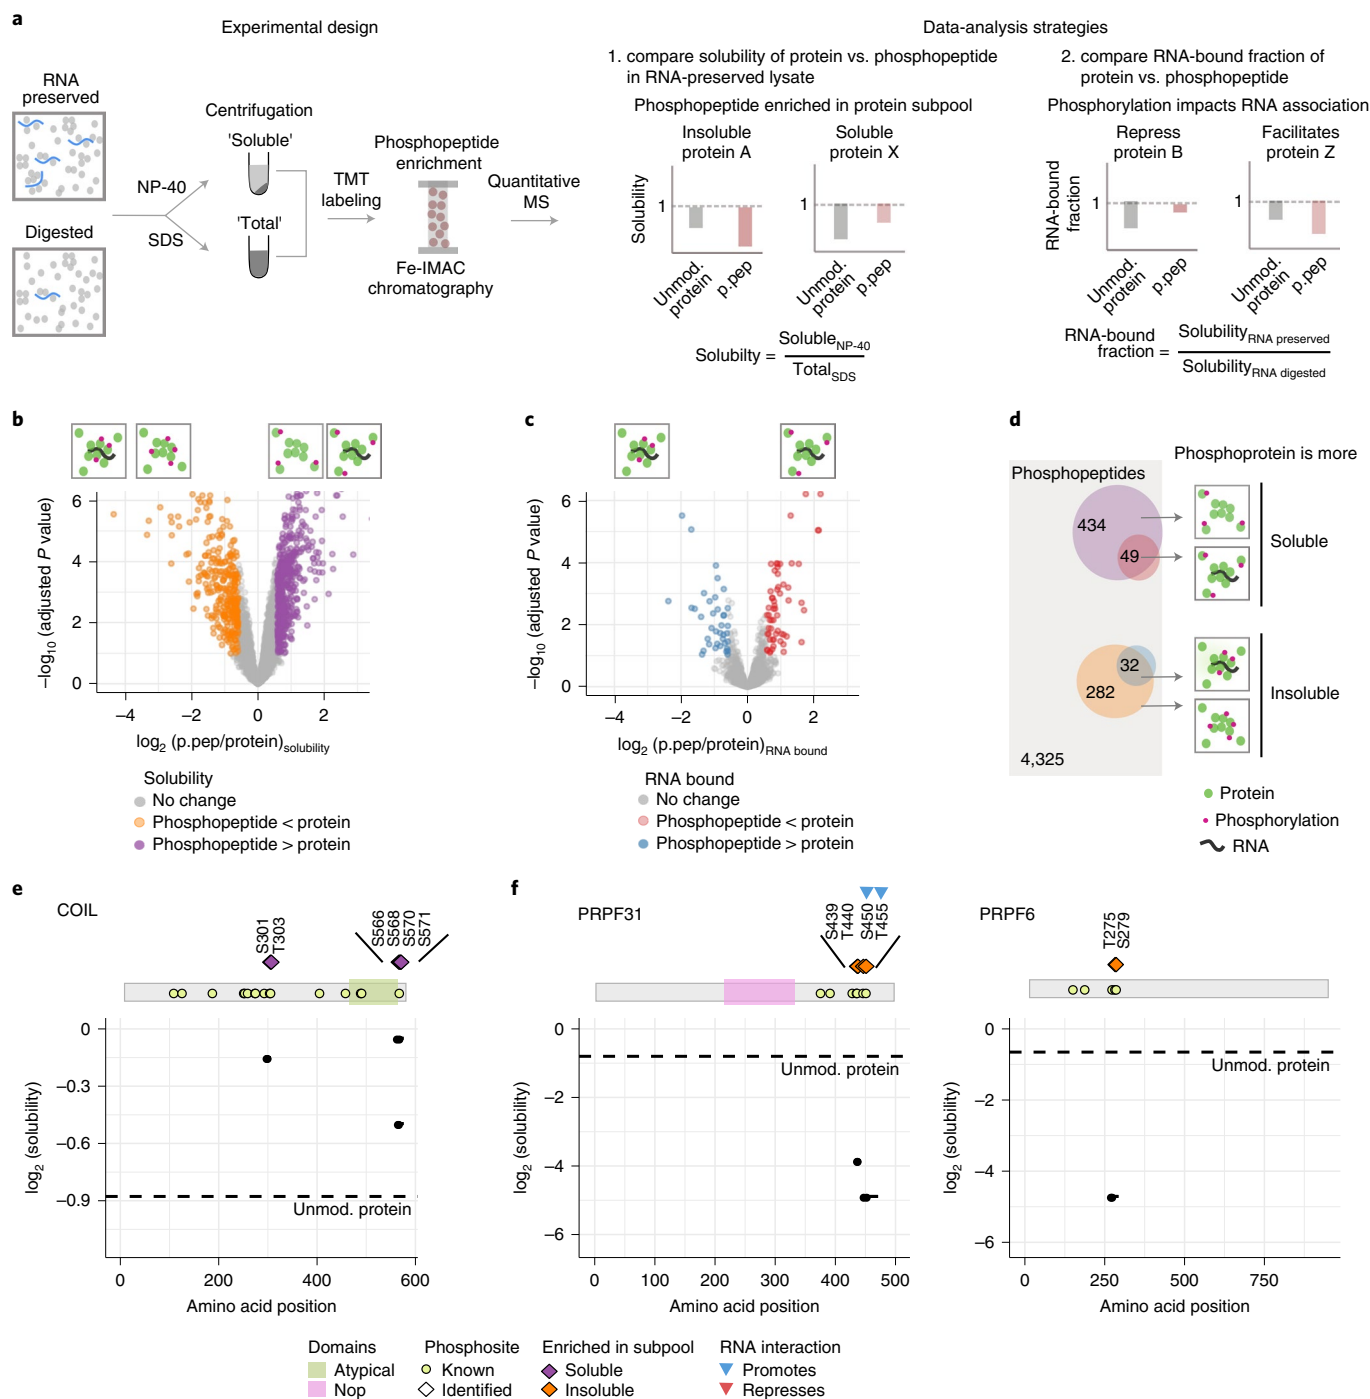 a
Experimental design
Data-analysis strategies
RNA
preserved
Digested
NP-40
SDS
Centrifugation
'Soluble'
'Total'
TMT
labeling
Phosphopeptide
enrichment
Fe-IMAC
chromatography
Quantitative
MS
1. compare solubility of protein vs. phosphopeptide
in RNA-preserved lysate
Phosphopeptide enriched in protein subpool
Insoluble
protein A
Soluble
protein X
Solubility
1
1
Unmod.
protein
p.pep
Unmod.
protein
p.pep
Solubilty = Soluble NP-40
Total SDS
2. compare RNA-bound fraction of
protein vs. phosphopeptide
Phosphorylation impacts RNA association
Repress
protein B
Facilitates
protein Z
RNA-bound
fraction
1
1
Unmod.
protein
p.pep
Unmod.
protein
p.pep
RNA-bound
fraction = Solubility RNA preserved
Solubility RNA digested
b
−log10 (adjusted P value)
6
4
2
0
−4 −2 0 2
log2 (p.pep/protein)solubility
Solubility
No change
Phosphopeptide < protein
Phosphopeptide > protein
c
−log10 (adjusted P value)
6
4
2
0
−4 −2 0 2
log2 (p.pep/protein)RNA bound
RNA bound
No change
Phosphopeptide < protein
Phosphopeptide > protein
d
Phosphopeptides
Phosphoprotein is more
434
49
Soluble
32
282
Insoluble
4,325
Protein
Phosphorylation
RNA
e
COIL
S301
T303
S566
S568
S570
S571
log2 (solubility)
0
−0.3
−0.6
−0.9
Unmod. protein
0 200 400 600
Amino acid position
f
PRPF31
S439
T440
S450
T455
log2 (solubility)
0
−2
−4
−6
Unmod. protein
0 100 200 300 400 500
Amino acid position
PRPF6
T275
S279
log2 (solubility)
0
−2
−4
−6
Unmod. protein
0 250 500 750
Amino acid position
Domains
Atypical
Nop
Phosphosite
Known
Identified
Enriched in subpool
Soluble
Insoluble
RNA interaction
Promotes
Represses